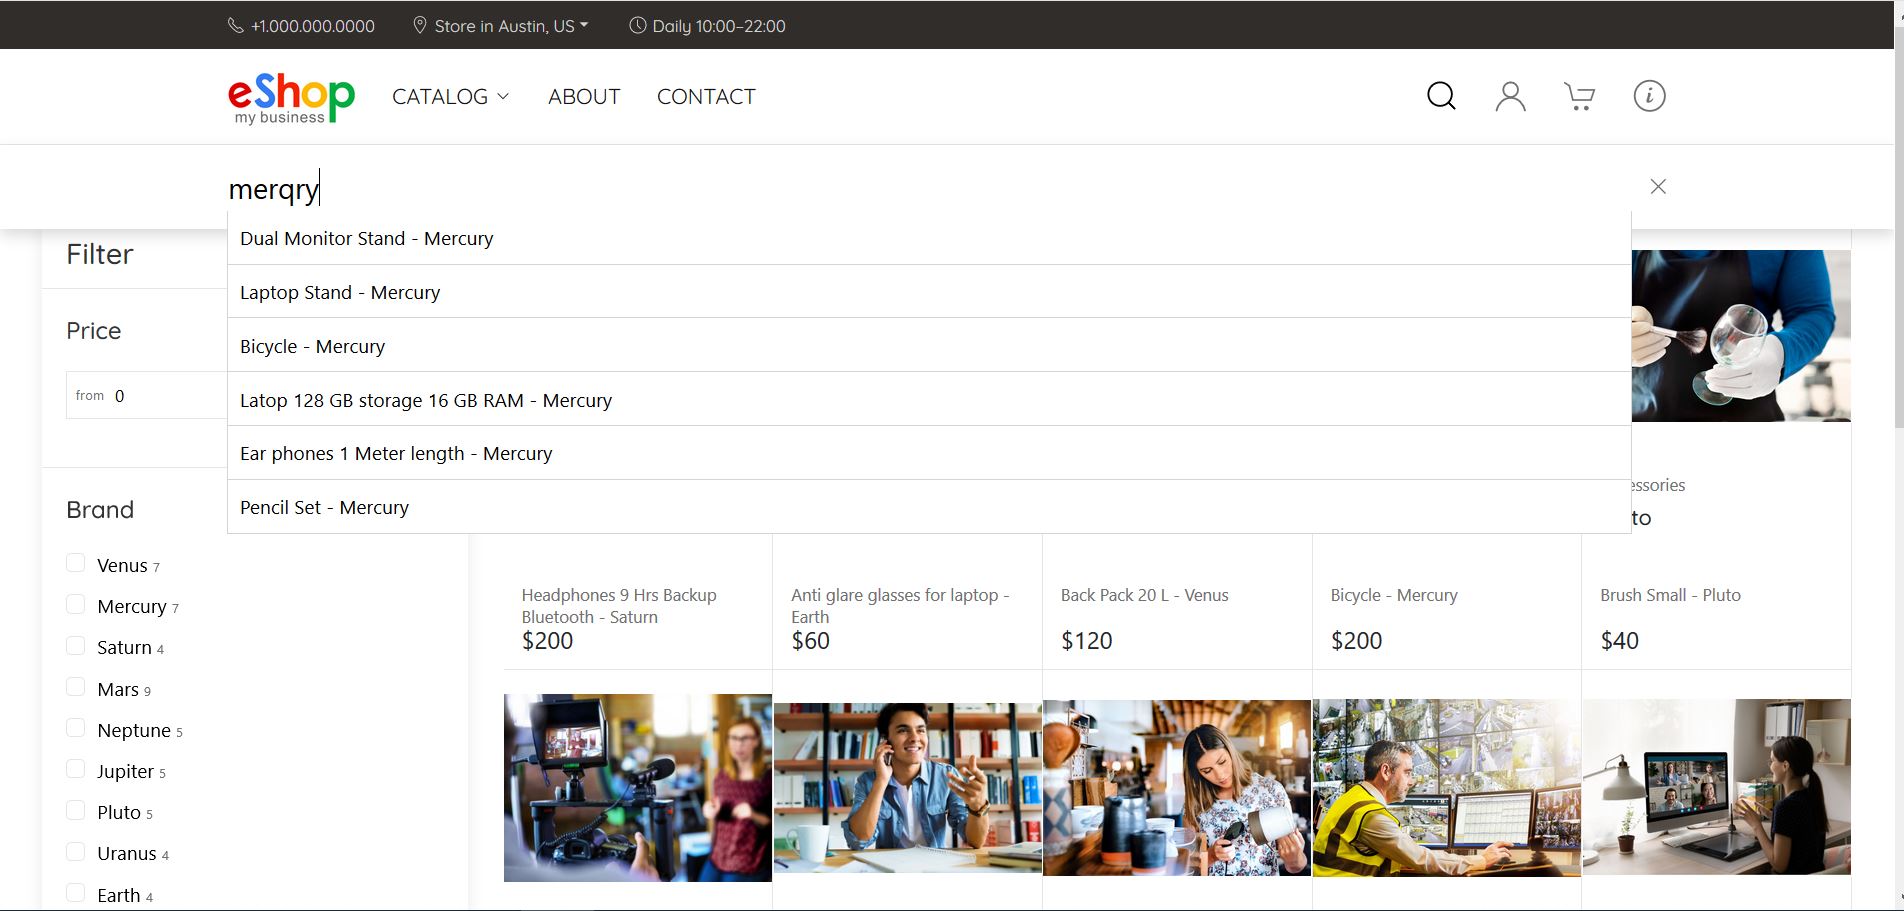 +1.000.000.0000 Store in Austin, US Daily 10:00–22:00
eShop
my business
CATALOG ABOUT CONTACT
merqry
Dual Monitor Stand - Mercury
Laptop Stand - Mercury
Bicycle - Mercury
Latop 128 GB storage 16 GB RAM - Mercury
Ear phones 1 Meter length - Mercury
Pencil Set - Mercury
Filter
Price
from 0
Brand
Venus 7
Mercury 7
Saturn 4
Mars 9
Neptune 5
Jupiter 5
Pluto 5
Uranus 4
Earth 4
essories
to
Headphones 9 Hrs Backup
Bluetooth - Saturn
$200
Anti glare glasses for laptop -
Earth
$60
Back Pack 20 L - Venus
$120
Bicycle - Mercury
$200
Brush Small - Pluto
$40